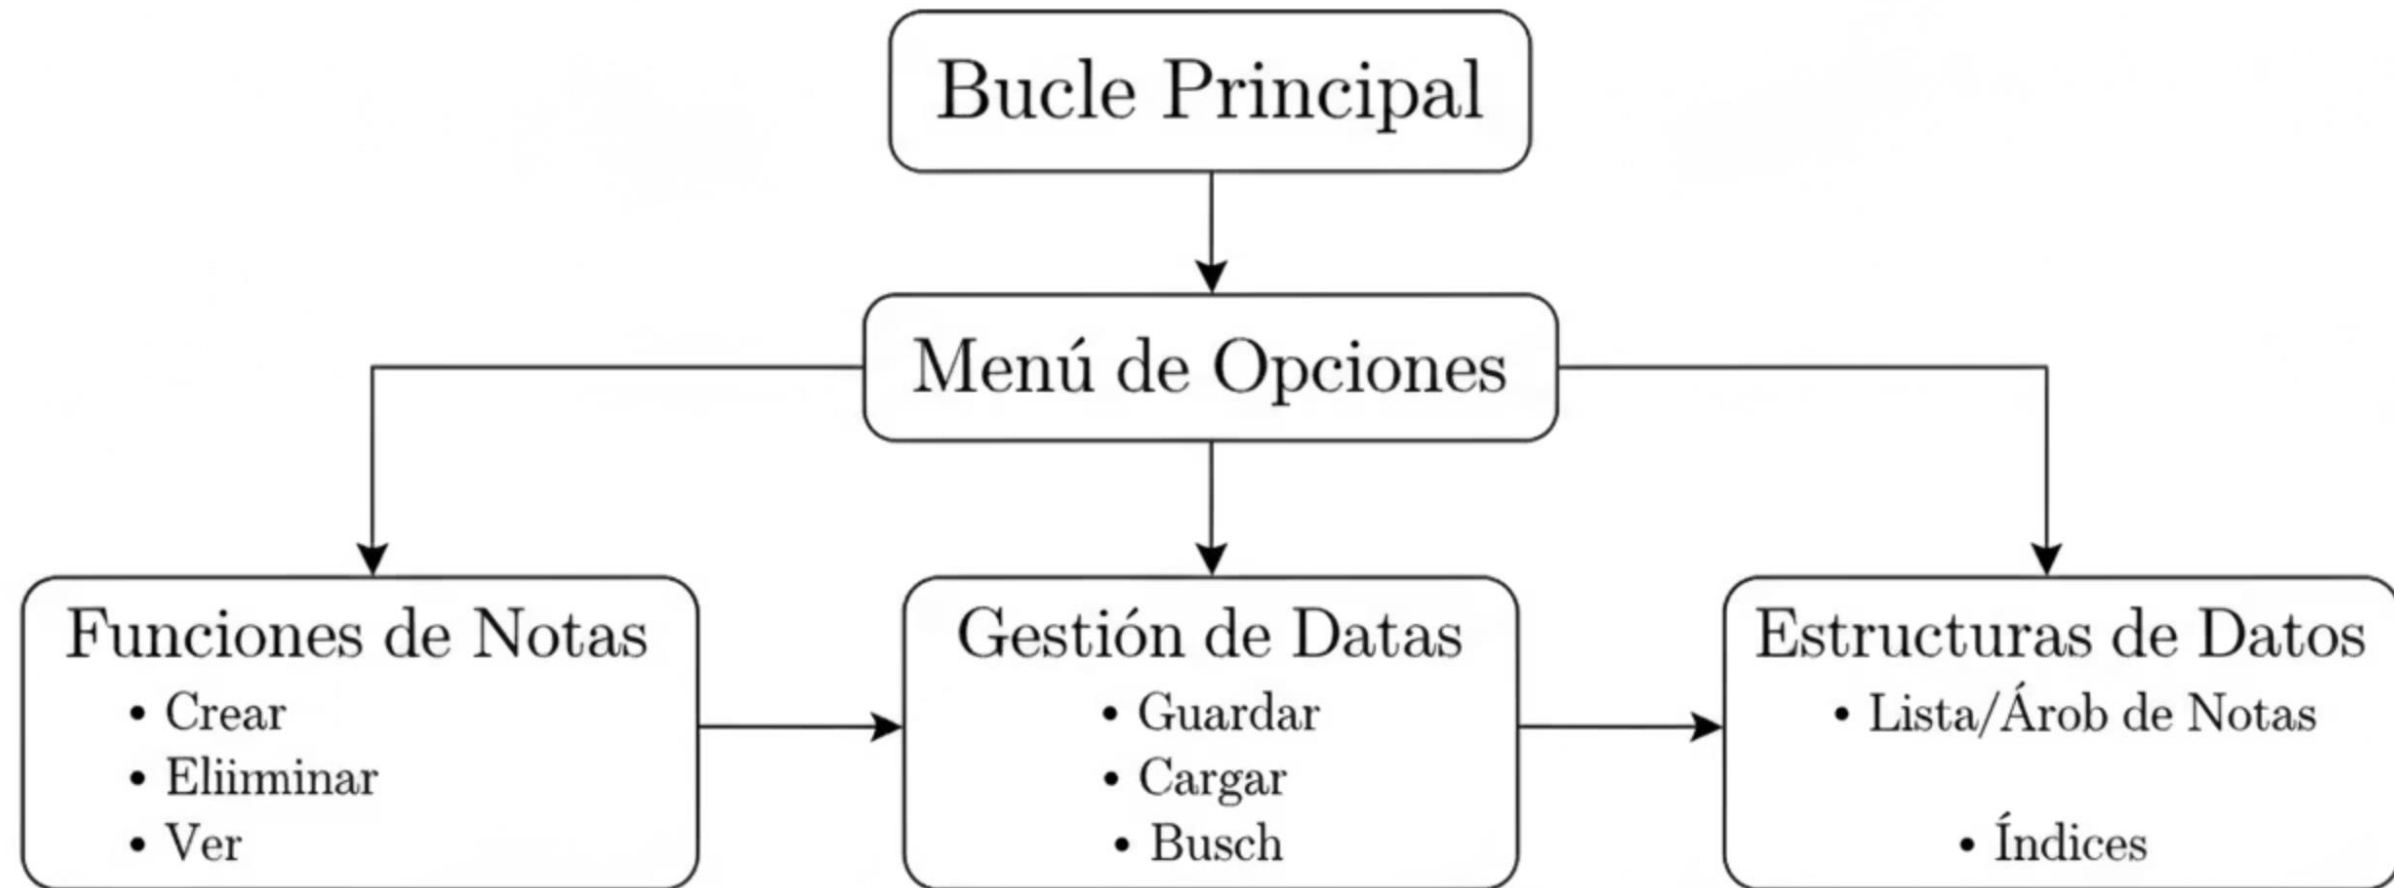 Bucle Principal
Menú de Opciones
Funciones de Notas
• Crear
• Eliirminar
• Ver
Gestión de Datas
• Guardar
• Cargar
• Busch
Estructuras de Datos
• Lista/Árob de Notas
• Índices